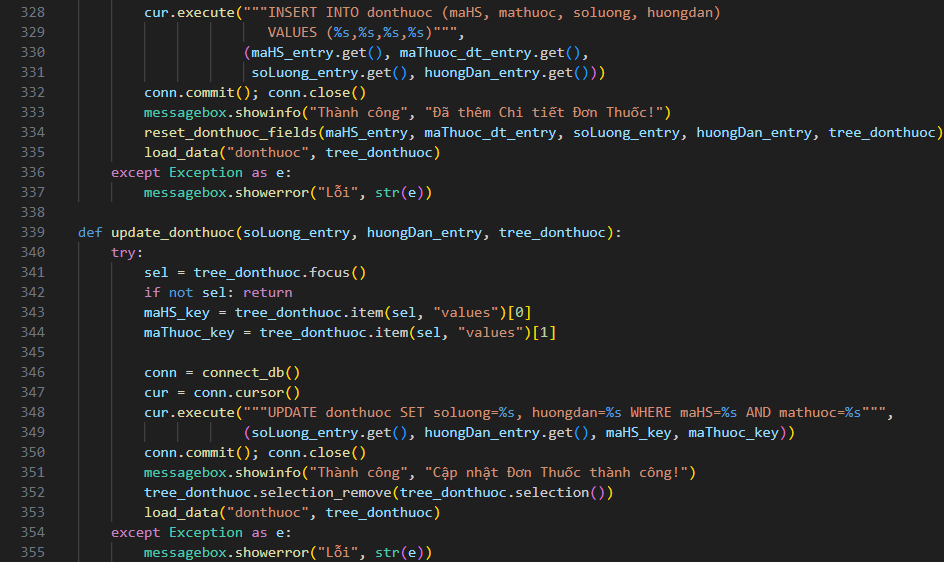 328 cur.execute("""INSERT INTO donthuoc (maHS, mathuoc, soluong, huongdan)
329 VALUES (%s,%s,%s,%s)""",
330 (maHS_entry.get(), maThuoc_dt_entry.get(),
331 soLuong_entry.get(), huongDan_entry.get()))
332 conn.commit(); conn.close()
333 messagebox.showinfo("Thành công", "Đã thêm Chi tiết Đơn Thuốc!")
334 reset_donthuoc_fields(maHS_entry, maThuoc_dt_entry, soLuong_entry, huongDan_entry, tree_donthuoc)
335 load_data("donthuoc", tree_donthuoc)
336 except Exception as e:
337 messagebox.showerror("Lỗi", str(e))
338
339 def update_donthuoc(soLuong_entry, huongDan_entry, tree_donthuoc):
340 try:
341 sel = tree_donthuoc.focus()
342 if not sel: return
343 maHS_key = tree_donthuoc.item(sel, "values")[0]
344 maThuoc_key = tree_donthuoc.item(sel, "values")[1]
345
346 conn = connect_db()
347 cur = conn.cursor()
348 cur.execute("""UPDATE donthuoc SET soluong=%s, huongdan=%s WHERE maHS=%s AND mathuoc=%s""",
349 (soLuong_entry.get(), huongDan_entry.get(), maHS_key, maThuoc_key))
350 conn.commit(); conn.close()
351 messagebox.showinfo("Thành công", "Cập nhật Đơn Thuốc thành công!")
352 tree_donthuoc.selection_remove(tree_donthuoc.selection())
353 load_data("donthuoc", tree_donthuoc)
354 except Exception as e:
355 messagebox.showerror("Lỗi", str(e))